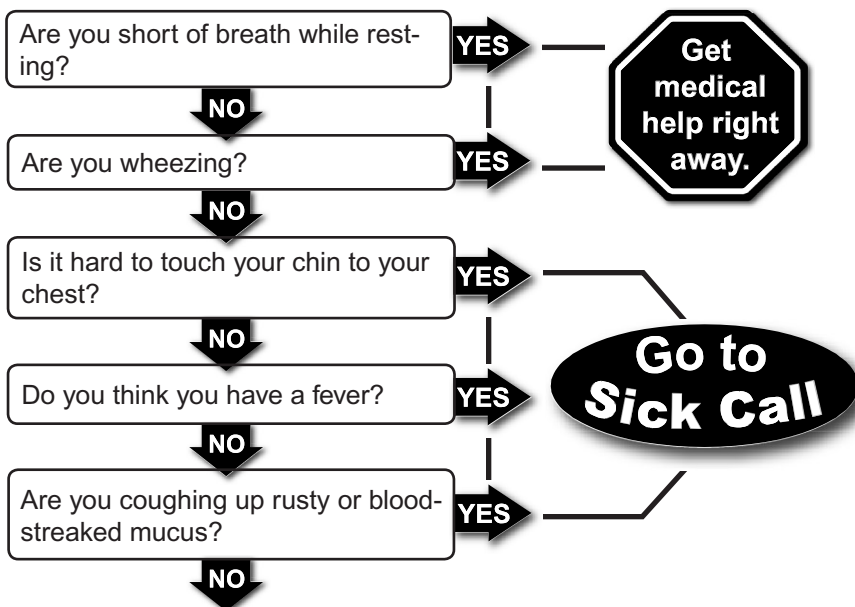 Are you short of breath while rest-
ing?
YES
Get
medical
help right
away.
NO
Are you wheezing?
YES
NO
Is it hard to touch your chin to your
chest?
YES
NO
Go to
Sick Call
Do you think you have a fever?
YES
NO
Are you coughing up rusty or blood-
streaked mucus?
YES
NO